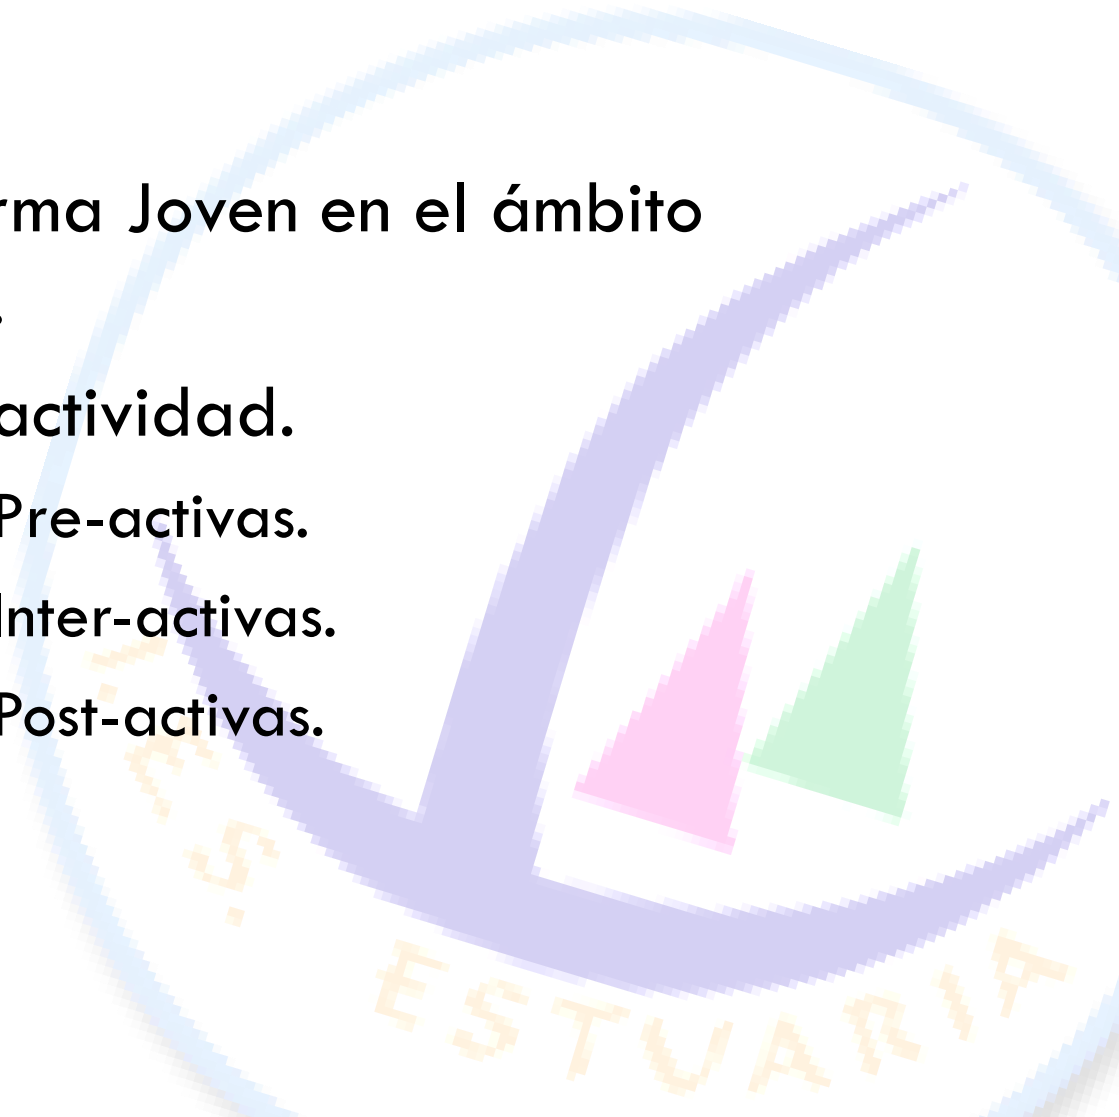 rma Joven en el ámbito
.
actividad.
Pre-activas.
Inter-activas.
Post-activas.
I.E.S. ESTUARIA